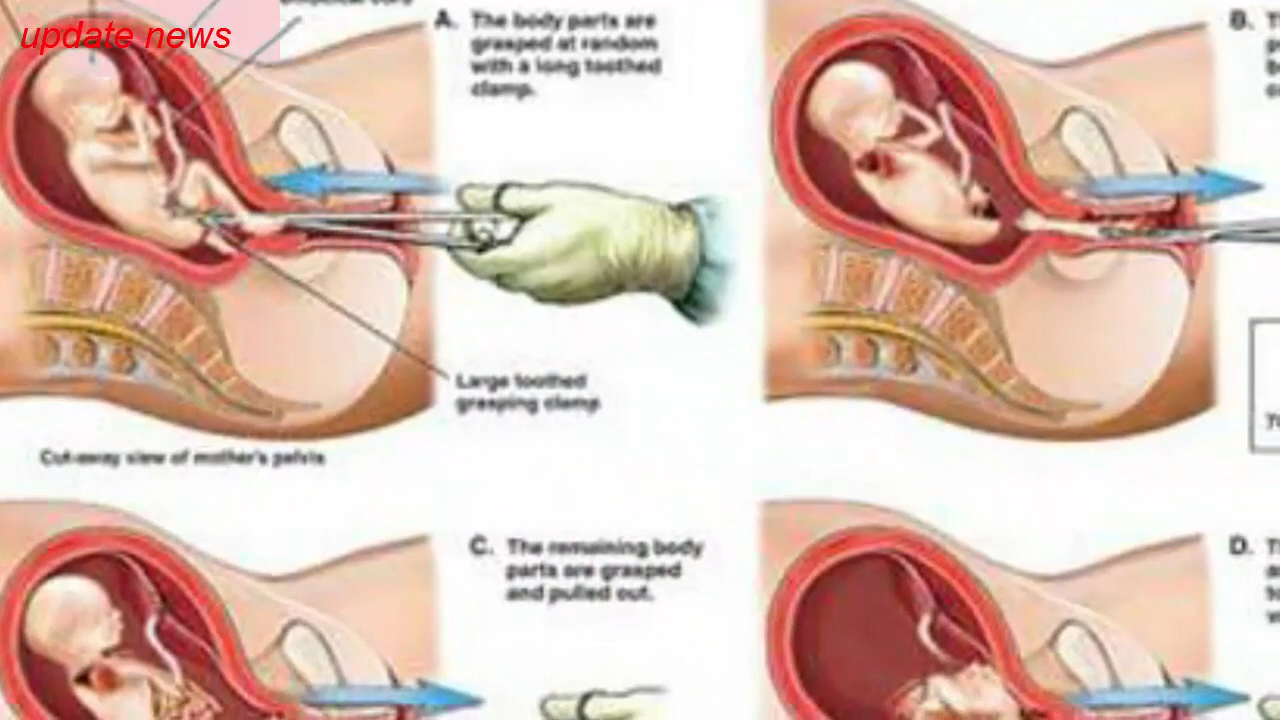 update news
A. The body parts are
grasped at random
with a long toothed
clamp.
B.
Large toothed
grasping clamp
Cut-away view of mother's pelvis
C. The remaining body
parts are grasped
and pulled out.
D.